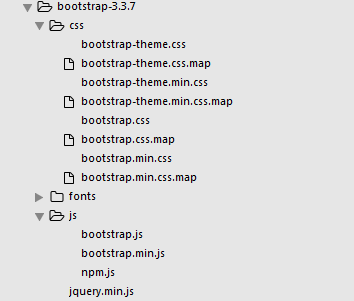 bootstrap-3.3.7
css
bootstrap-theme.css
bootstrap-theme.css.map
bootstrap-theme.min.css
bootstrap-theme.min.css.map
bootstrap.css
bootstrap.css.map
bootstrap.min.css
bootstrap.min.css.map
fonts
js
bootstrap.js
bootstrap.min.js
npm.js
jquery.min.js